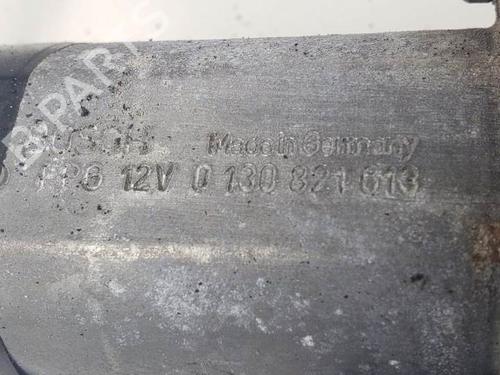 BOSCH Made in Germany
FPG 12V 0 130 821 613
B-PARTS